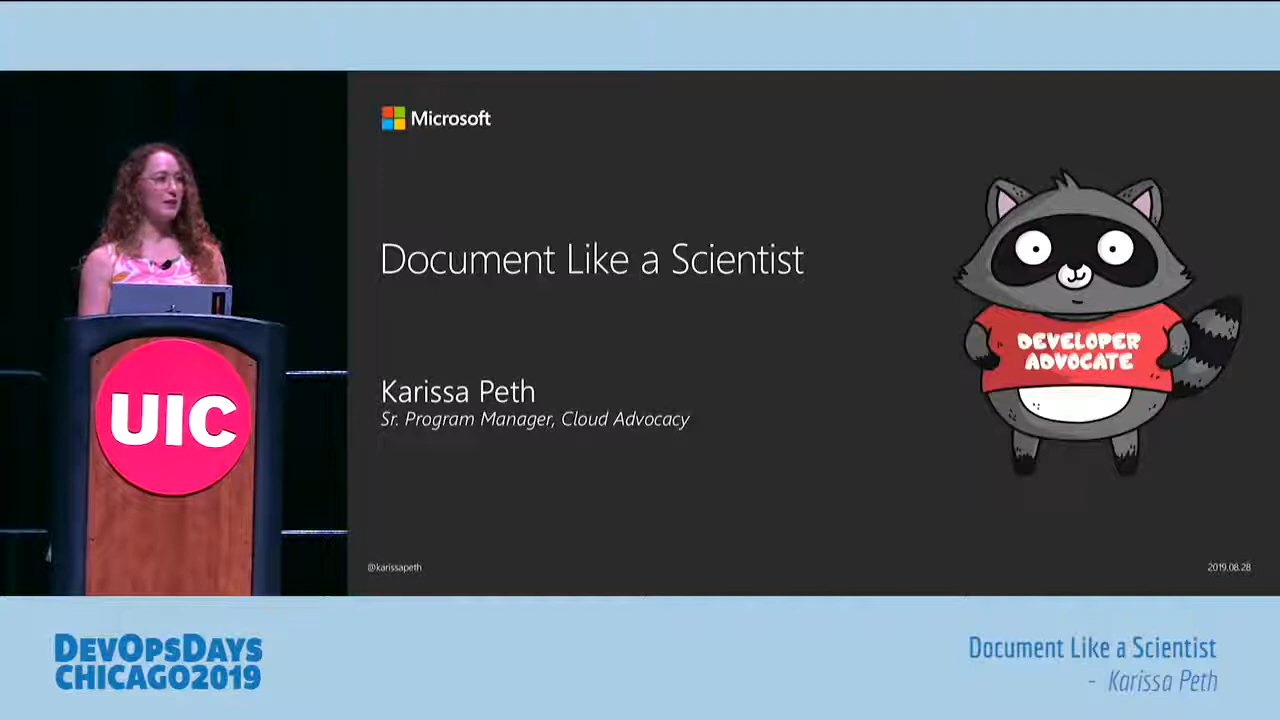 Microsoft
Document Like a Scientist
DEVELOPER
ADVOCATE
Karissa Peth
Sr. Program Manager, Cloud Advocacy
UIC
@karissapeth
2019.08.28
DEVOPSDAYS
CHICAGO2019
Document Like a Scientist
- Karissa Peth